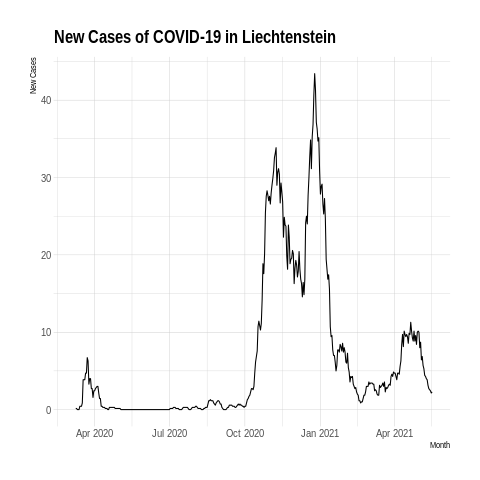 New Cases of COVID-19 in Liechtenstein
New Cases
40
30
20
10
0
Apr 2020 Jul 2020 Oct 2020 Jan 2021 Apr 2021
Month